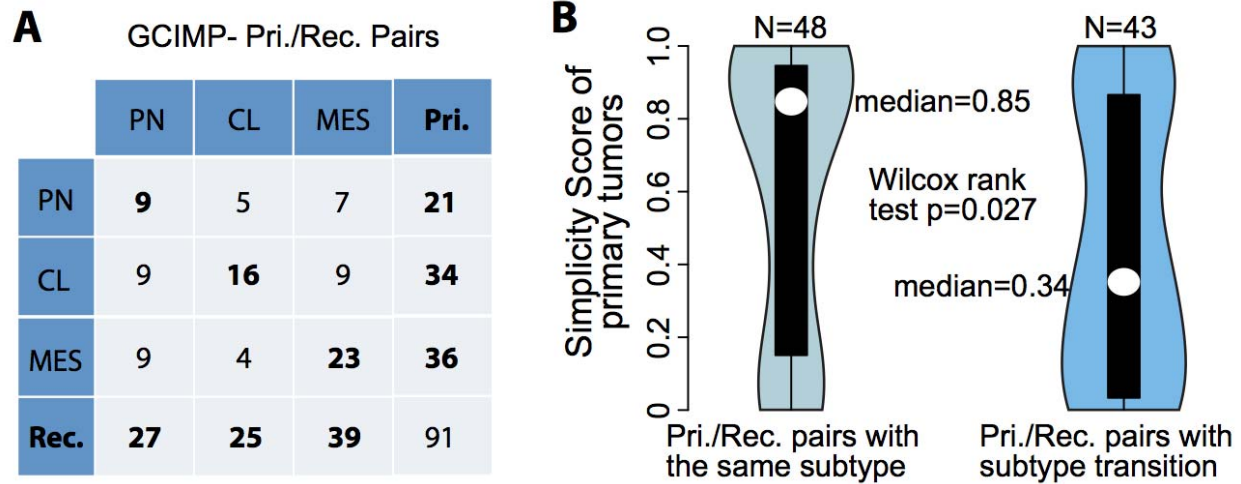 A
GCIMP- Pri./Rec. Pairs
PN CL MES Pri.
PN 9 5 7 21
CL 9 16 9 34
MES 9 4 23 36
Rec. 27 25 39 91
B
N=48
N=43
Simplicity Score of
primary tumors
1.0
0.8
0.6
0.4
0.2
0
median=0.85
Wilcox rank
test p=0.027
median=0.34
Pri./Rec. pairs with
the same subtype
Pri./Rec. pairs with
subtype transition